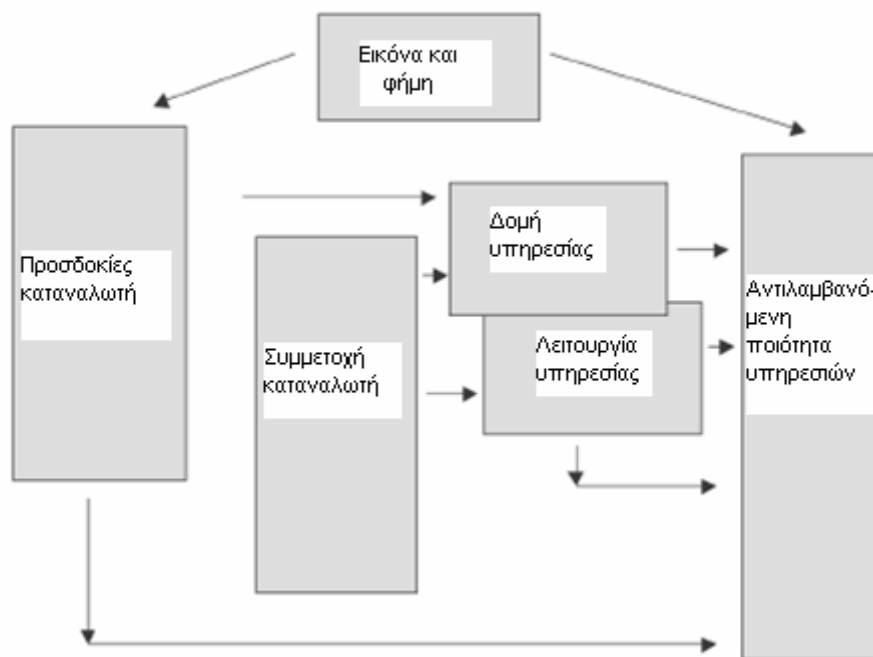 Εικόνα και
φήμη
Προσδοκίες
καταναλωτή
Συμμετοχή
καταναλωτή
Δομή
υπηρεσίας
Λειτουργία
υπηρεσίας
Αντιλαμβανό-
μενη
ποιότητα
υπηρεσιών